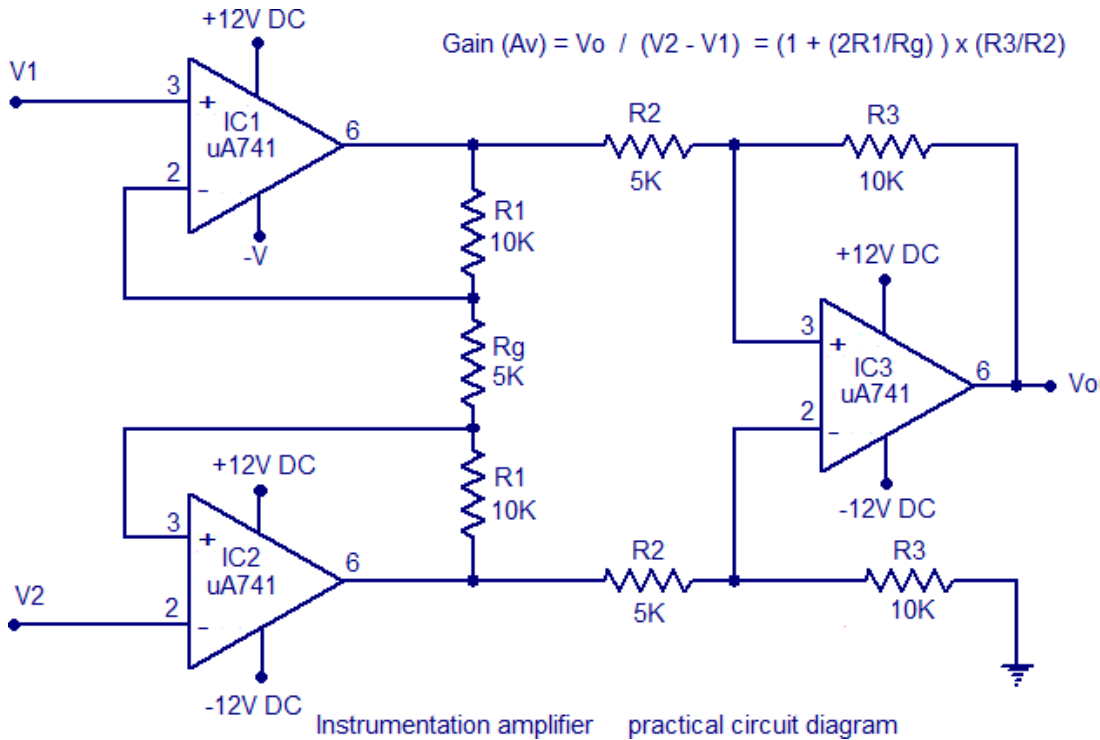 +12V DC
Gain (Av) = Vo / (V2 - V1) = (1 + (2R1/Rg) ) x (R3/R2)
V1
3
+
IC1
uA741
6
2
-
-V
R2
5K
R3
10K
R1
10K
Rg
5K
+12V DC
3
+
IC3
uA741
6
Vo
2
-
-12V DC
+12V DC
R1
10K
3
+
IC2
uA741
6
V2
2
-
-12V DC
R2
5K
R3
10K
Instrumentation amplifier practical circuit diagram